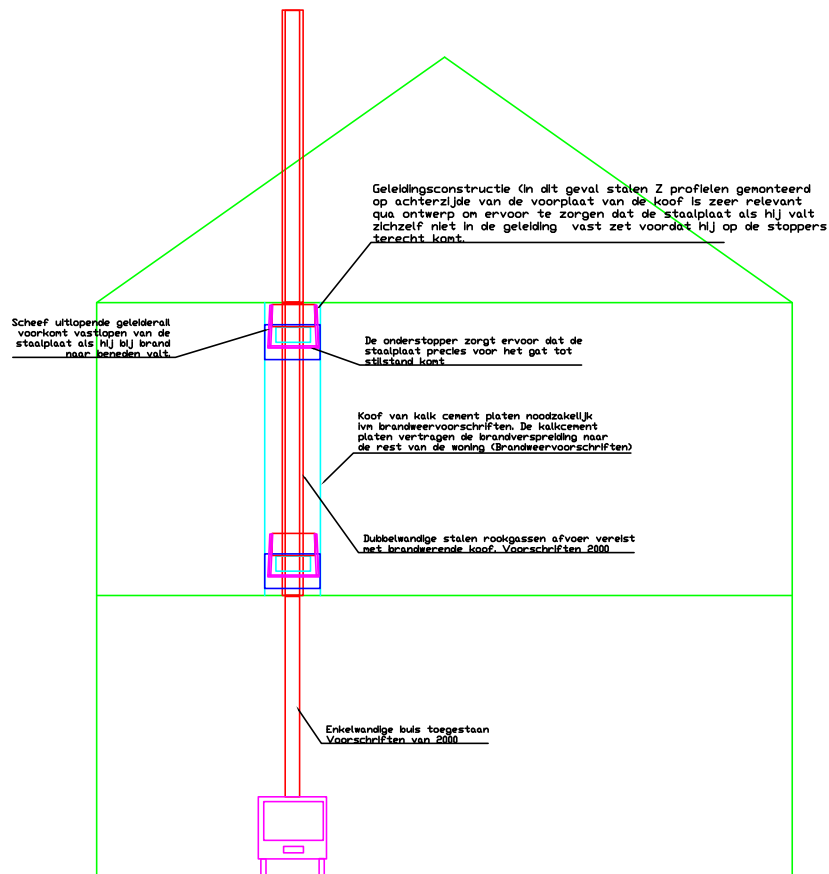 Geleidingsconstructie (in dit geval stalen Z profielen gemonteerd
op achterzijde van de voorplaat van de koof is zeer relevant
qua ontwerp om ervoor te zorgen dat de staalplaat als hij valt
zichzelf niet in de geleiding vast zet voordat hij op de stoppers
terecht komt.
Scheef uitlopende geleiderail
voorkomt vastlopen van de
staalplaat als hij bij brand
naar beneden valt.
De onderstopper zorgt ervoor dat de
staalplaat precies voor het gat tot
stilstand komt
Koof van kalk cement platen noodzakelijk
ivm brandweervoorschriften. De kalkcement
platen vertragen de brandverspreiding naar
de rest van de woning (Brandweervoorschriften)
Dubbelwandige stalen rookgassen afvoer vereist
met brandwerende koof. Voorschriften 2000
Enkelwandige buis toegestaan
Voorschriften van 2000